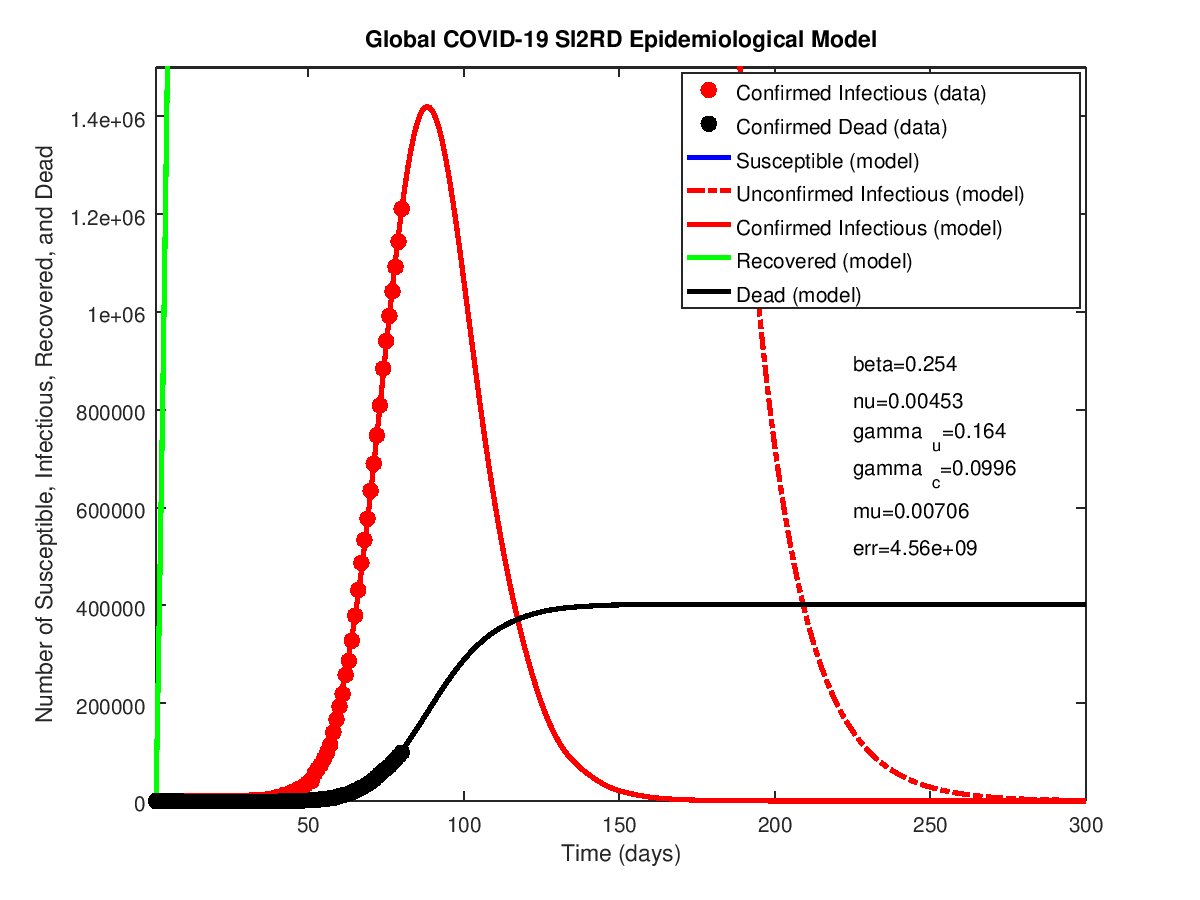 Global COVID-19 SI2RD Epidemiological Model
Number of Susceptible, Infectious, Recovered, and Dead
1.4e+06
1.2e+06
1e+06
800000
600000
400000
200000
0
Confirmed Infectious (data)
Confirmed Dead (data)
Susceptible (model)
Unconfirmed Infectious (model)
Confirmed Infectious (model)
Recovered (model)
Dead (model)
beta=0.254
nu=0.00453
gamma u=0.164
gamma c=0.0996
mu=0.00706
err=4.56e+09
50 100 150 200 250 300
Time (days)